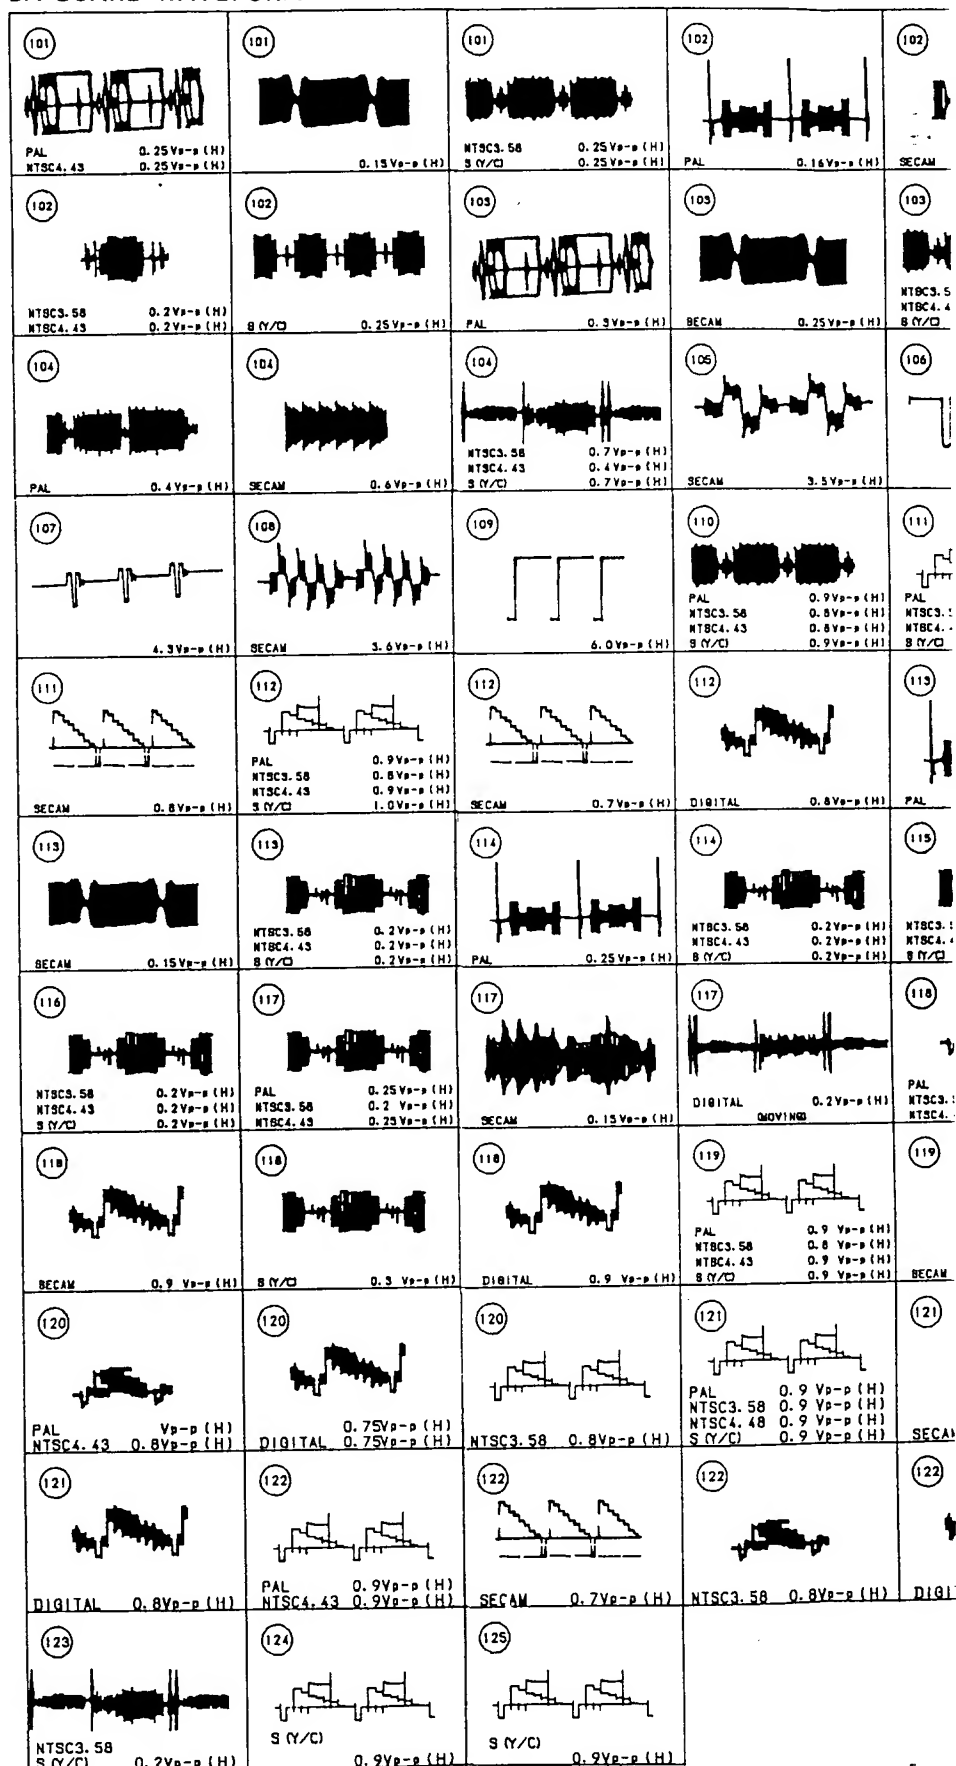 101
PAL 0.25Vp-p (H)
NTSC4.43 0.25Vp-p (H)
101
0.15Vp-p (H)
101
NTSC3.58 0.25Vp-p (H)
S (Y/C) 0.25Vp-p (H)
102
PAL 0.16Vp-p (H)
102
SECAM
102
NTSC3.58 0.2Vp-p (H)
NTSC4.43 0.2Vp-p (H)
102
S (Y/C) 0.25Vp-p (H)
103
PAL 0.3Vp-p (H)
103
SECAM 0.25Vp-p (H)
103
NTSC3.5
NTSC4.4
S (Y/C)
104
PAL 0.4Vp-p (H)
104
SECAM 0.6Vp-p (H)
104
NTSC3.58 0.7Vp-p (H)
NTSC4.43 0.4Vp-p (H)
S (Y/C) 0.7Vp-p (H)
105
SECAM 3.5Vp-p (H)
106
107
4.3Vp-p (H)
108
SECAM 3.6Vp-p (H)
109
6.0Vp-p (H)
110
PAL 0.9Vp-p (H)
NTSC3.58 0.8Vp-p (H)
NTSC4.43 0.8Vp-p (H)
S (Y/C) 0.9Vp-p (H)
111
PAL
NTSC3.
NTSC4.
S (Y/C)
111
SECAM 0.8Vp-p (H)
112
PAL 0.9Vp-p (H)
NTSC3.58 0.8Vp-p (H)
NTSC4.43 0.9Vp-p (H)
S (Y/C) 1.0Vp-p (H)
112
SECAM 0.7Vp-p (H)
112
DIGITAL 0.8Vp-p (H)
113
PAL
113
SECAM 0.15Vp-p (H)
113
NTSC3.58 0.2Vp-p (H)
NTSC4.43 0.2Vp-p (H)
S (Y/C) 0.2Vp-p (H)
114
PAL 0.25Vp-p (H)
114
NTSC3.58 0.2Vp-p (H)
NTSC4.43 0.2Vp-p (H)
S (Y/C) 0.2Vp-p (H)
115
NTSC3.
NTSC4.
S (Y/C)
116
NTSC3.58 0.2Vp-p (H)
NTSC4.43 0.2Vp-p (H)
S (Y/C) 0.2Vp-p (H)
117
PAL 0.25Vp-p (H)
NTSC3.58 0.2 Vp-p (H)
NTSC4.43 0.25Vp-p (H)
117
SECAM 0.15Vp-p (H)
117
DIGITAL 0.2Vp-p (H)
(MOVING)
118
PAL
NTSC3.
NTSC4.
118
SECAM 0.9 Vp-p (H)
118
S (Y/C) 0.3 Vp-p (H)
118
DIGITAL 0.9 Vp-p (H)
119
PAL 0.9 Vp-p (H)
NTSC3.58 0.8 Vp-p (H)
NTSC4.43 0.9 Vp-p (H)
S (Y/C) 0.9 Vp-p (H)
119
SECAM
120
PAL Vp-p (H)
NTSC4.43 0.8Vp-p (H)
120
0.75Vp-p (H)
DIGITAL 0.75Vp-p (H)
120
NTSC3.58 0.8Vp-p (H)
121
PAL 0.9 Vp-p (H)
NTSC3.58 0.9 Vp-p (H)
NTSC4.48 0.9 Vp-p (H)
S (Y/C) 0.9 Vp-p (H)
121
SECAM
121
DIGITAL 0.8Vp-p (H)
122
PAL 0.9Vp-p (H)
NTSC4.43 0.9Vp-p (H)
122
SECAM 0.7Vp-p (H)
122
NTSC3.58 0.8Vp-p (H)
122
DIGI
123
NTSC3.58
S (Y/C) 0.2Vp-p (H)
124
S (Y/C)
0.9Vp-p (H)
125
S (Y/C)
0.9Vp-p (H)